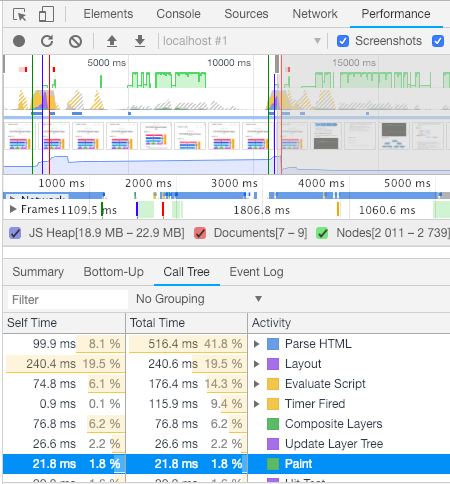 Elements Console Sources Network Performance
localhost #1 Screenshots
5000 ms 10000 ms 15000 ms
1000 ms 2000 ms 3000 ms 4000 ms 5000 ms
Network
Frames 1109.5 ms 1806.8 ms 1060.6 ms
JS Heap[18.9 MB – 22.9 MB] Documents[7 – 9] Nodes[2 011 – 2 739]
Summary Bottom-Up Call Tree Event Log
Filter No Grouping
Self Time Total Time Activity
99.9 ms 8.1 % 516.4 ms 41.8 % Parse HTML
240.4 ms 19.5 % 240.6 ms 19.5 % Layout
74.8 ms 6.1 % 176.4 ms 14.3 % Evaluate Script
0.9 ms 0.1 % 115.9 ms 9.4 % Timer Fired
76.8 ms 6.2 % 76.8 ms 6.2 % Composite Layers
26.6 ms 2.2 % 26.6 ms 2.2 % Update Layer Tree
21.8 ms 1.8 % 21.8 ms 1.8 % Paint
Hit Test